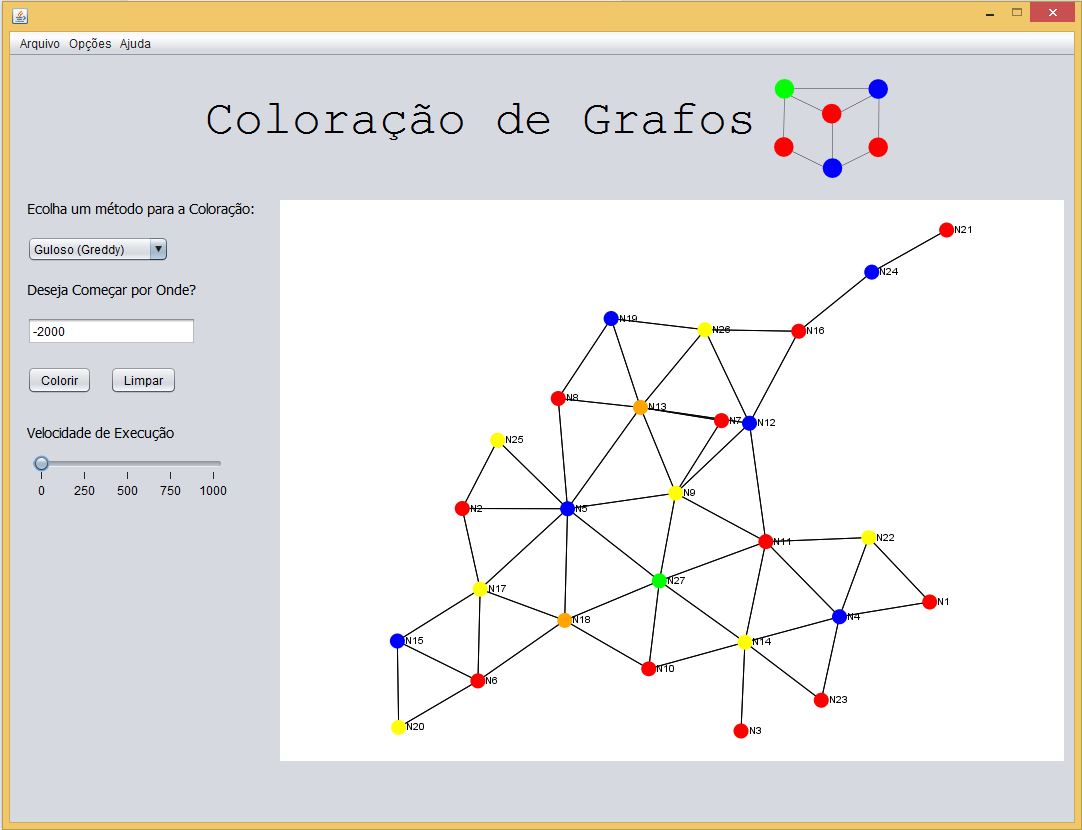 Arquivo Opções Ajuda
Coloração de Grafos
Ecolha um método para a Coloração:
Guloso (Greddy)
Deseja Começar por Onde?
-2000
Colorir Limpar
Velocidade de Execução
0 250 500 750 1000
N21
N24
N19
N26
N16
N8
N13
N7
N12
N25
N9
N2
N5
N11
N22
N27
N17
N1
N18
N4
N15
N14
N10
N6
N23
N20
N3